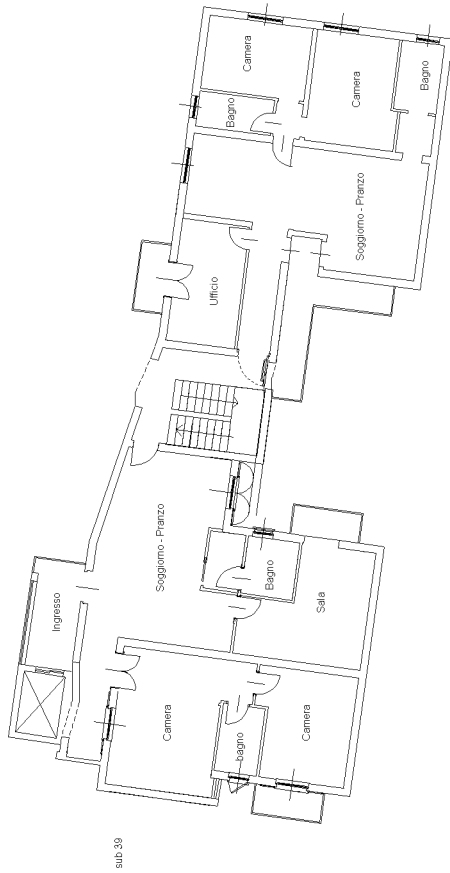 Camera
Bagno
Camera
Bagno
Soggiorno - Pranzo
Ufficio
Soggiorno - Pranzo
Ingresso
Bagno
Sala
Camera
bagno
Camera
sub 39